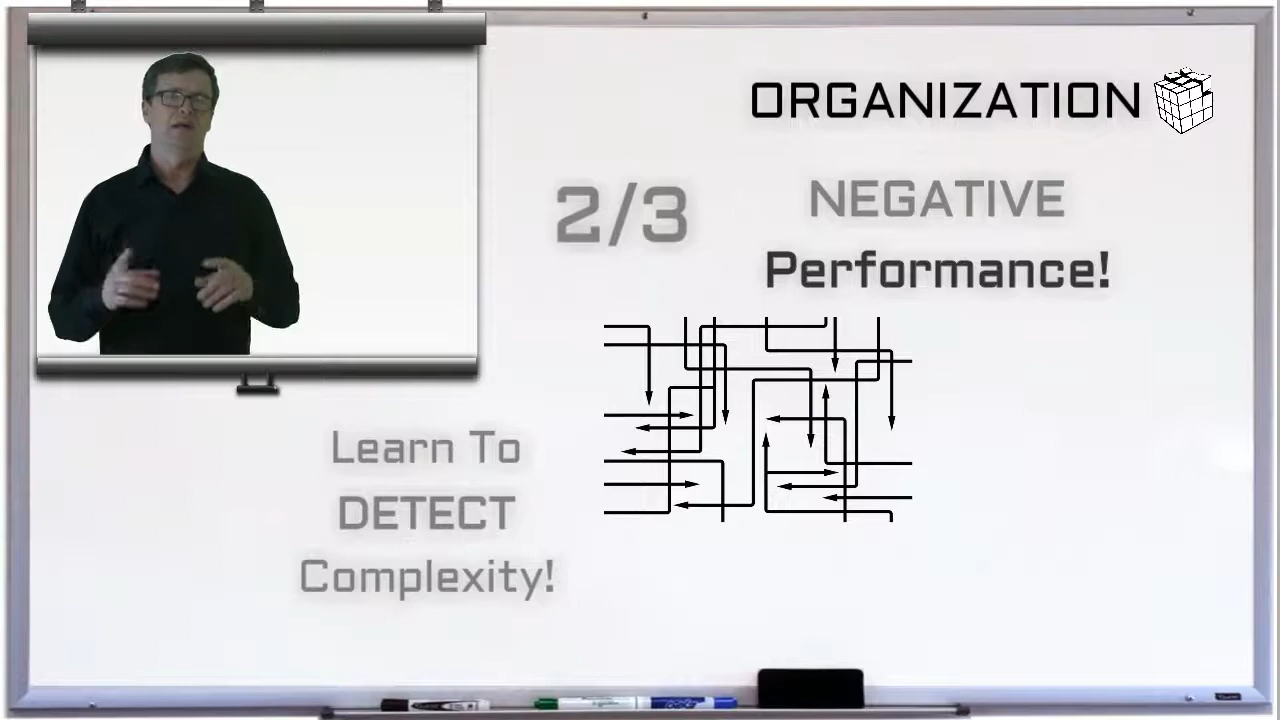 ORGANIZATION
2/3
NEGATIVE
Performance!
Learn To
DETECT
Complexity!